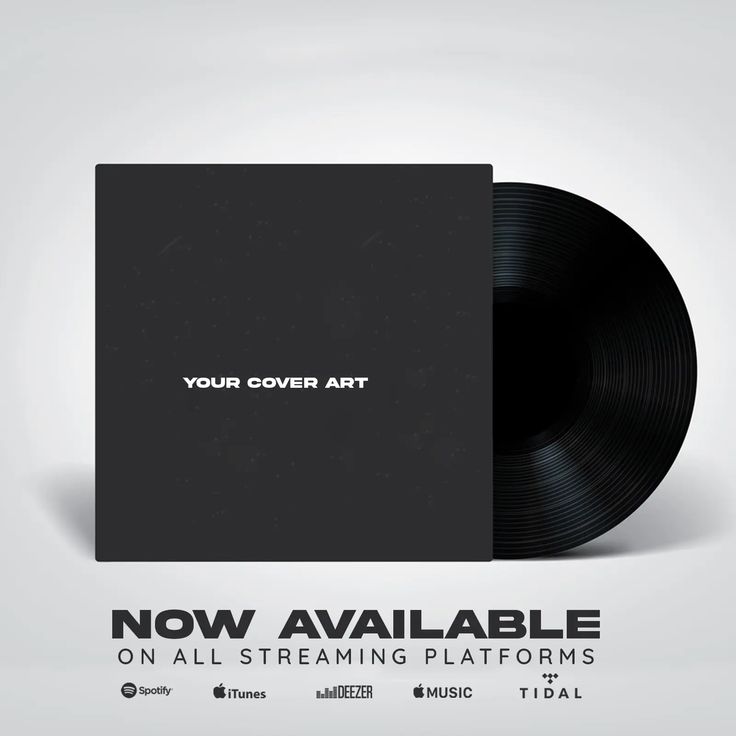 YOUR COVER ART
NOW AVAILABLE
ON ALL STREAMING PLATFORMS
Spotify iTunes DEEZER MUSIC TIDAL